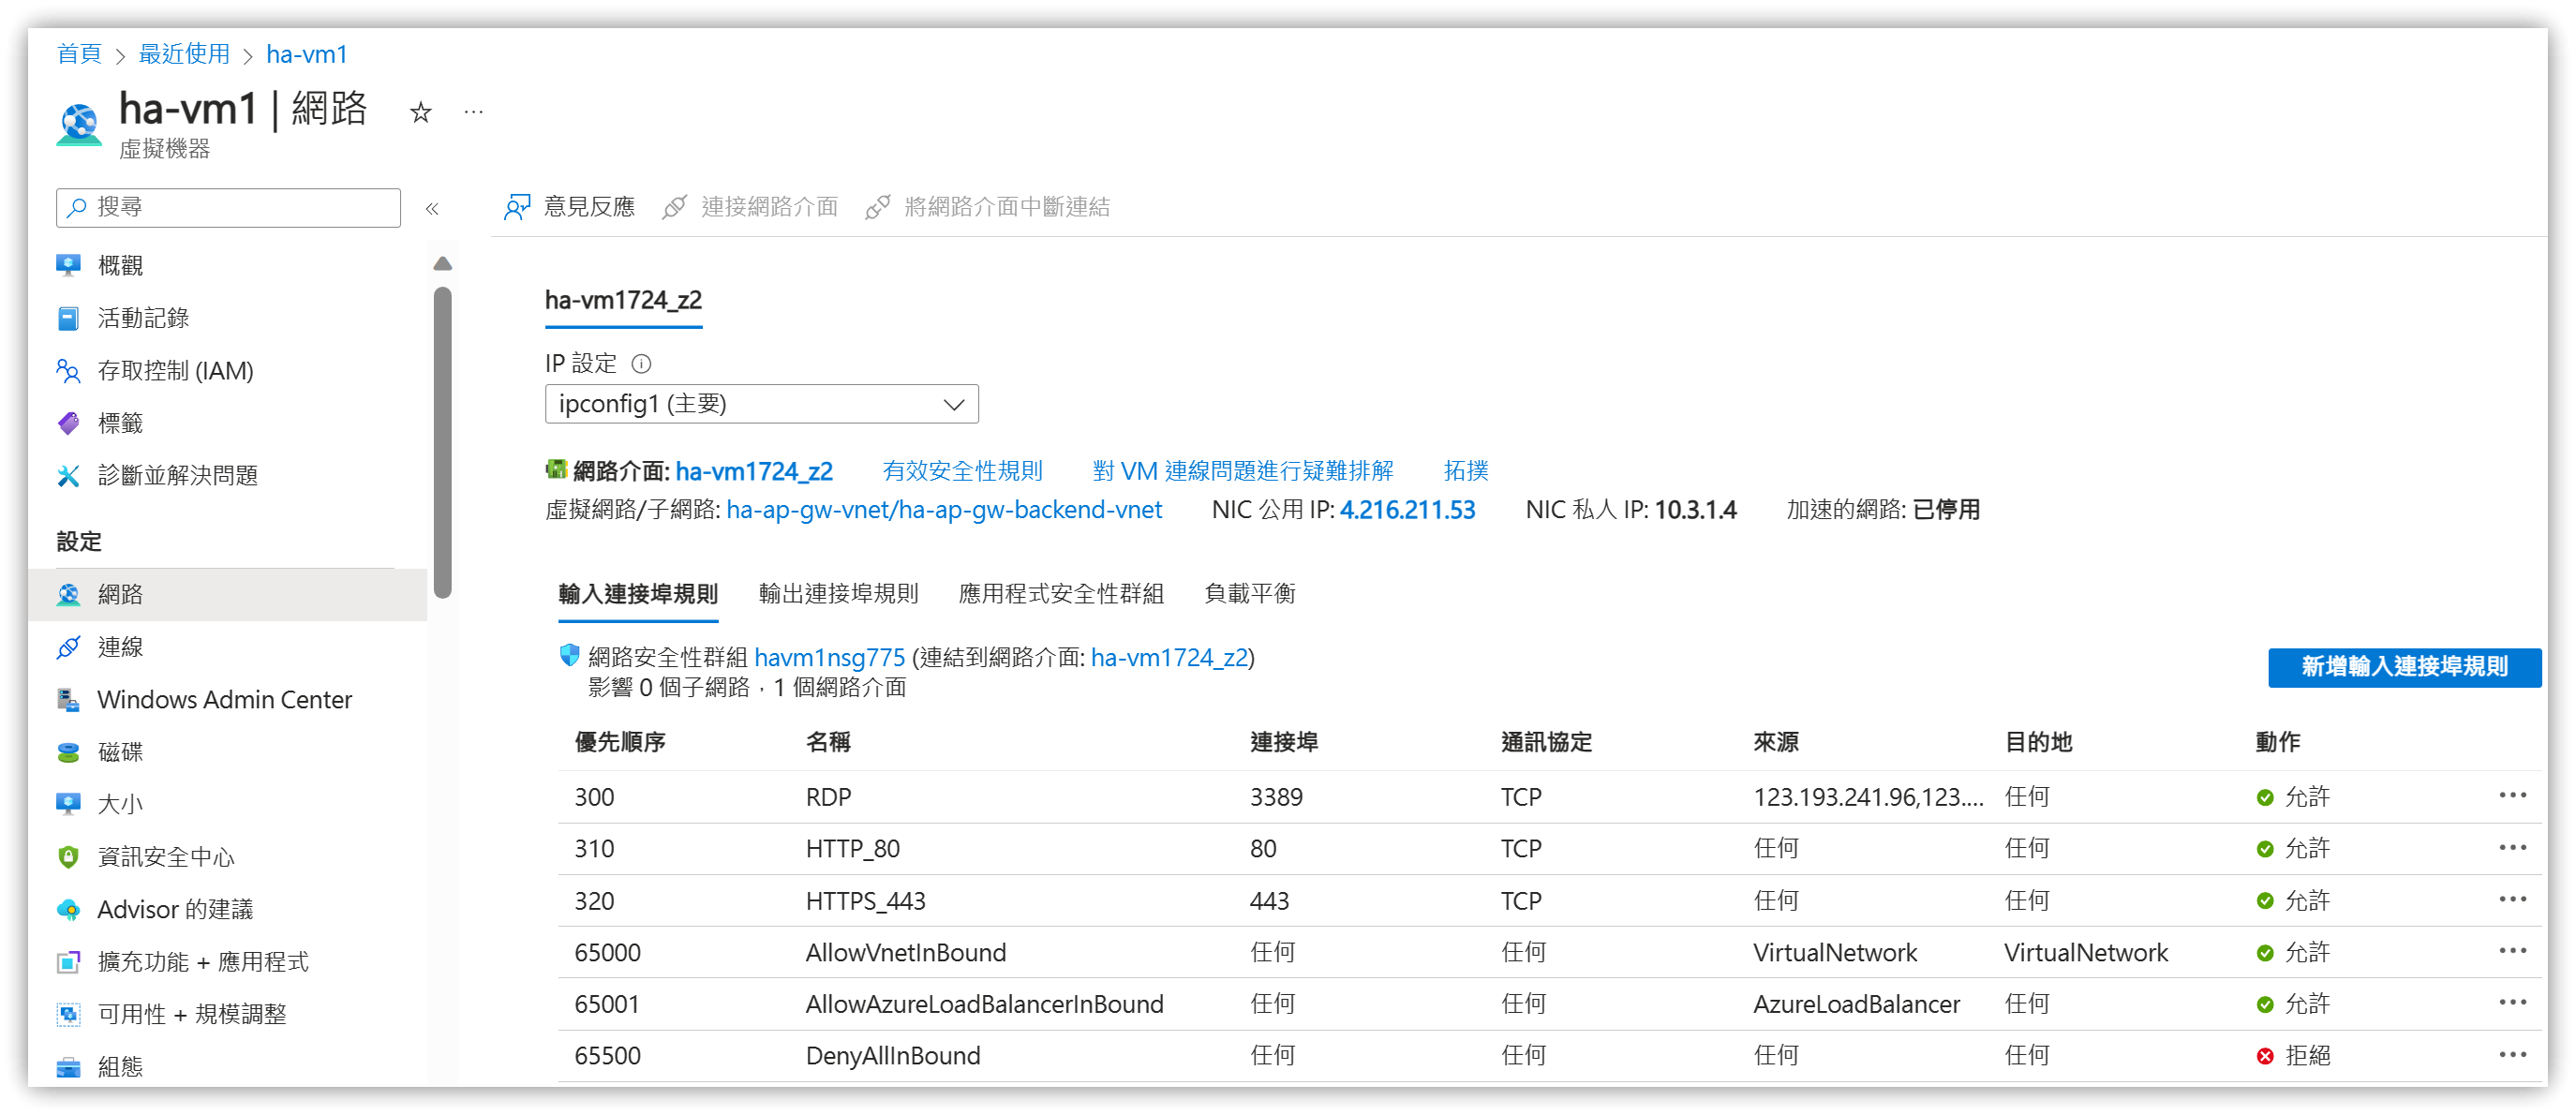 首頁 > 最近使用 > ha-vm1
ha-vm1 | 網路 ☆ ···
虛擬機器
搜尋 «
意見反應 連接網路介面 將網路介面中斷連結
概觀
活動記錄
存取控制 (IAM)
標籤
診斷並解決問題
設定
網路
連線
Windows Admin Center
磁碟
大小
資訊安全中心
Advisor 的建議
擴充功能 + 應用程式
可用性 + 規模調整
組態
ha-vm1724_z2
IP 設定
ipconfig1 (主要)
網路介面: ha-vm1724_z2 有效安全性規則 對 VM 連線問題進行疑難排解 拓撲
虛擬網路/子網路: ha-ap-gw-vnet/ha-ap-gw-backend-vnet NIC 公用 IP: 4.216.211.53 NIC 私人 IP: 10.3.1.4 加速的網路: 已停用
輸入連接埠規則 輸出連接埠規則 應用程式安全性群組 負載平衡
網路安全性群組 havm1nsg775 (連結到網路介面: ha-vm1724_z2)
影響 0 個子網路，1 個網路介面
新增輸入連接埠規則
優先順序 名稱 連接埠 通訊協定 來源 目的地 動作
300 RDP 3389 TCP 123.193.241.96,123.... 任何 允許 ···
310 HTTP_80 80 TCP 任何 任何 允許 ···
320 HTTPS_443 443 TCP 任何 任何 允許 ···
65000 AllowVnetInBound 任何 任何 VirtualNetwork VirtualNetwork 允許 ···
65001 AllowAzureLoadBalancerInBound 任何 任何 AzureLoadBalancer 任何 允許 ···
65500 DenyAllInBound 任何 任何 任何 任何 拒絕 ···